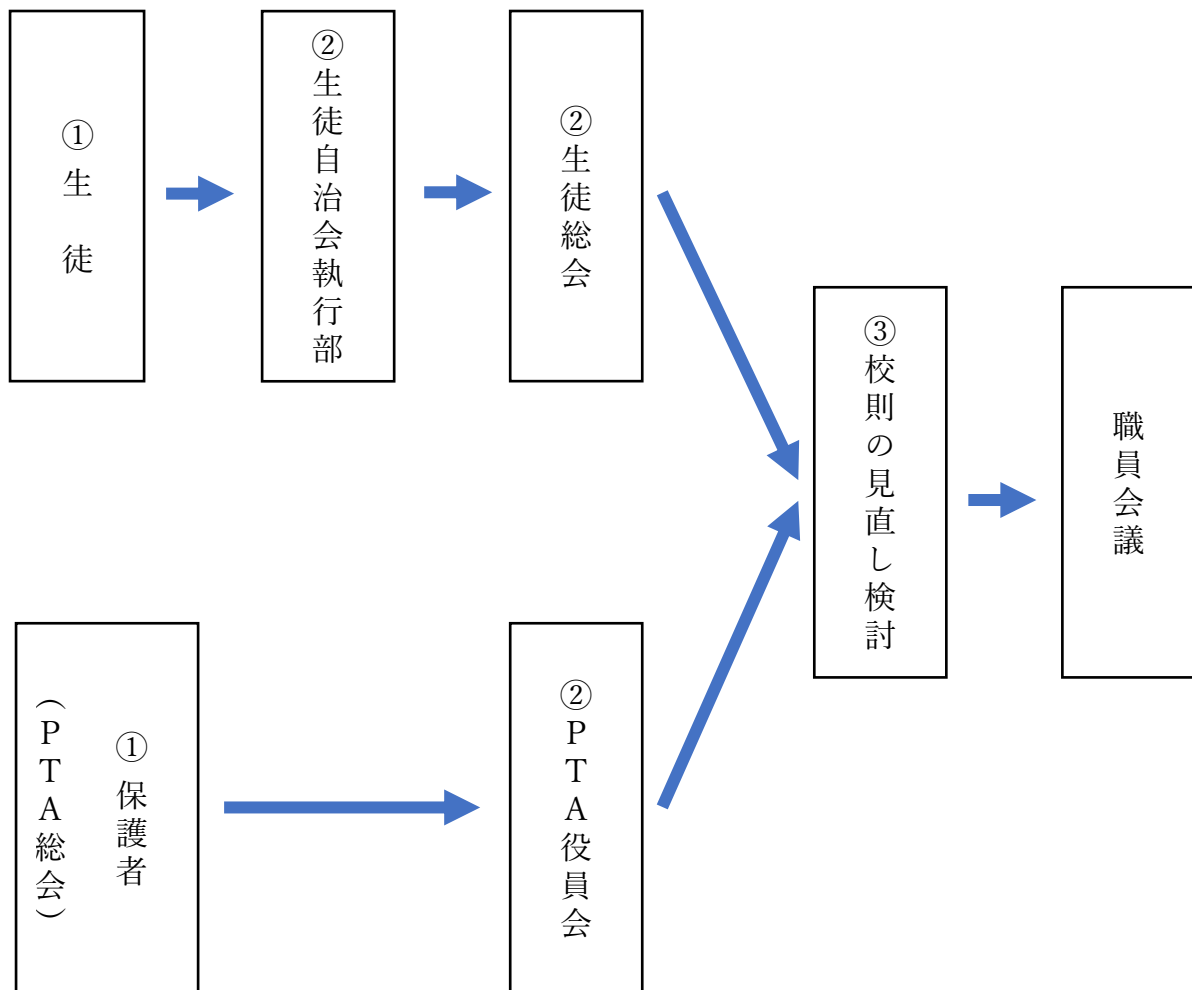 ①生　徒
②生徒自治会執行部
②生徒総会
①保護者
（ＰＴＡ総会）
②ＰＴＡ役員会
③校則の見直し検討
職員会議